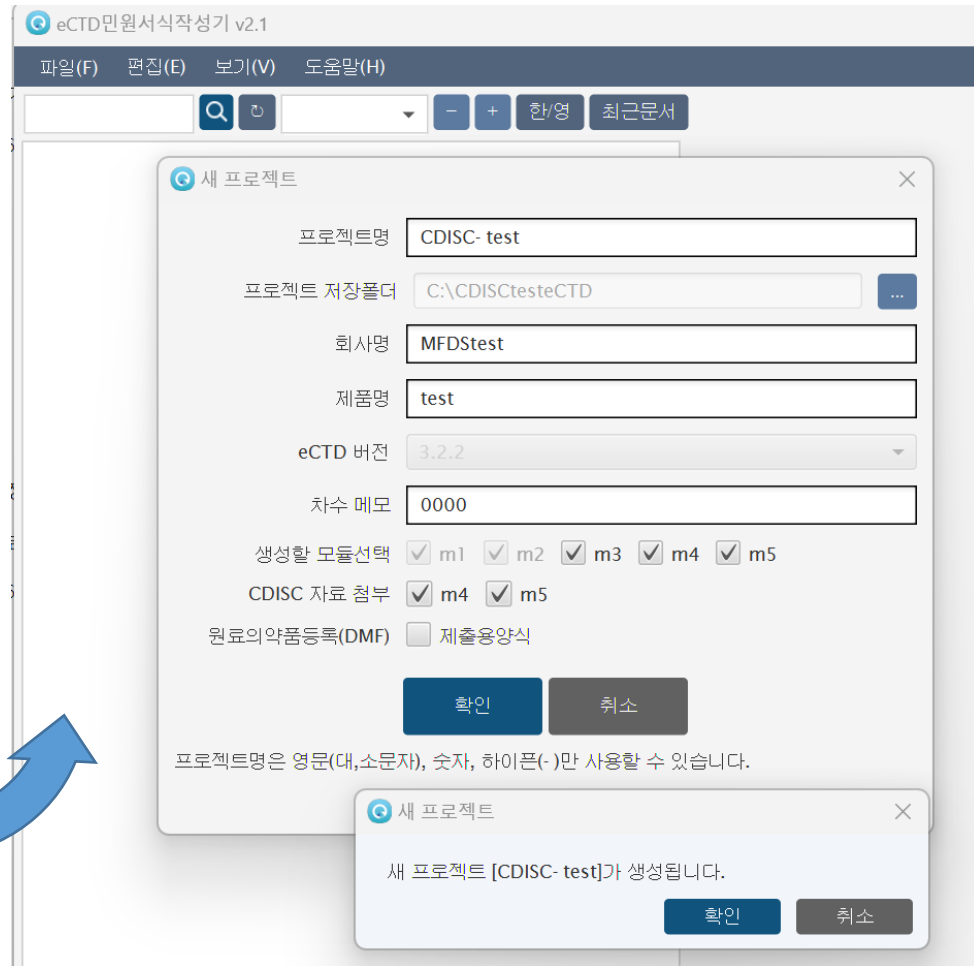 eCTD민원서식작성기 v2.1
파일(F) 편집(E) 보기(V) 도움말(H)
한/영 최근문서
새 프로젝트
프로젝트명 CDISC- test
프로젝트 저장폴더 C:\CDISCtesteCTD ...
회사명 MFDStest
제품명 test
eCTD 버전 3.2.2
차수 메모 0000
생성할 모듈선택 m1 m2 m3 m4 m5
CDISC 자료 첨부 m4 m5
원료의약품등록(DMF) 제출용양식
확인 취소
프로젝트명은 영문(대,소문자), 숫자, 하이픈(-)만 사용할 수 있습니다.
새 프로젝트
새 프로젝트 [CDISC- test]가 생성됩니다.
확인 취소